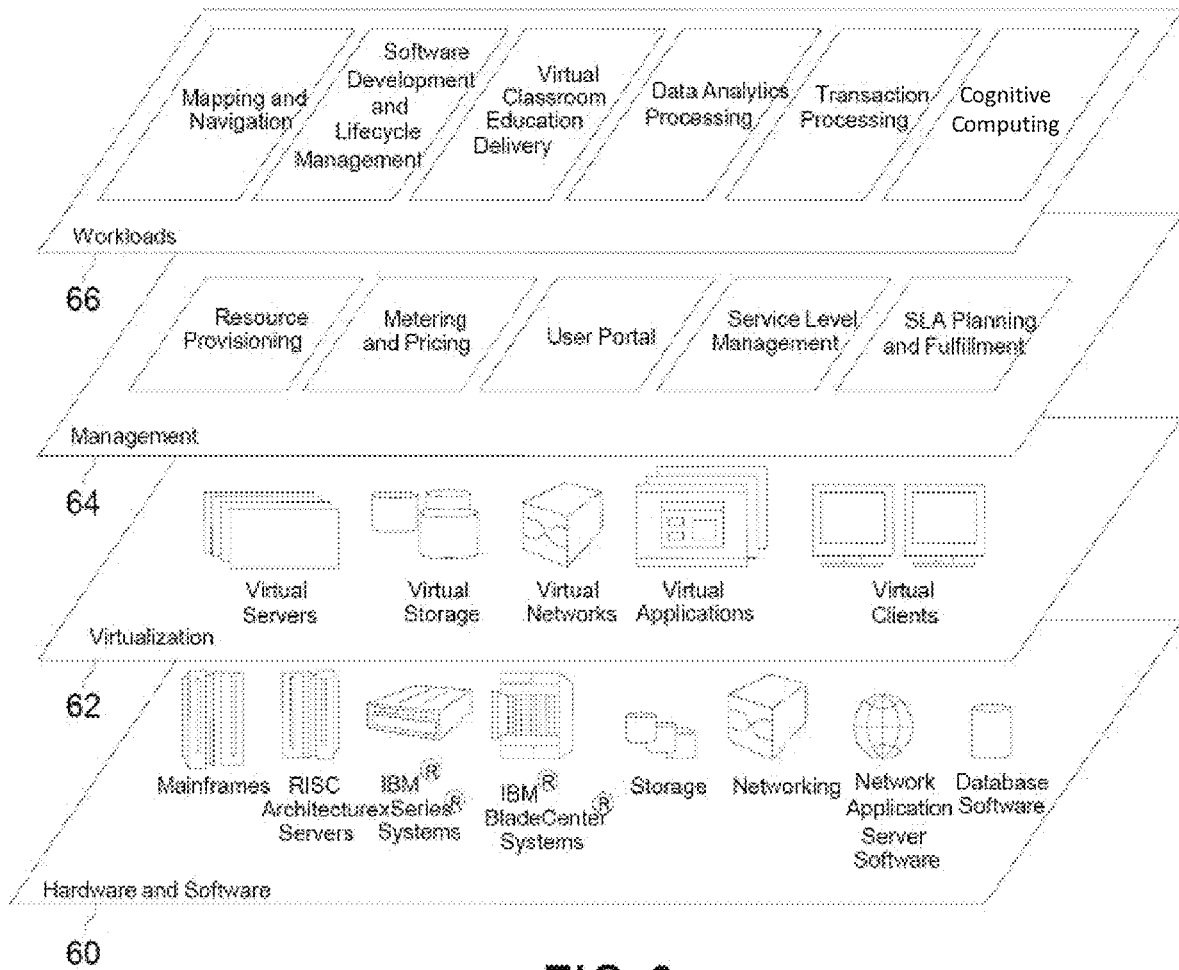 Mapping and
Navigation
Software
Development
and
Lifecycle
Management
Virtual
Classroom
Education
Delivery
Data Analytics
Processing
Transaction
Processing
Cognitive
Computing
Workloads
66
Resource
Provisioning
Metering
and Pricing
User Portal
Service Level
Management
SLA Planning
and Fulfillment
Management
64
Virtual
Servers
Virtual
Storage
Virtual
Networks
Virtual
Applications
Virtual
Clients
Virtualization
62
Mainframes
RISC
Architecture
Servers
IBM®
xSeries®
Systems
IBM®
BladeCenter®
Systems
Storage
Networking
Network
Application
Server
Software
Database
Software
Hardware and Software
60